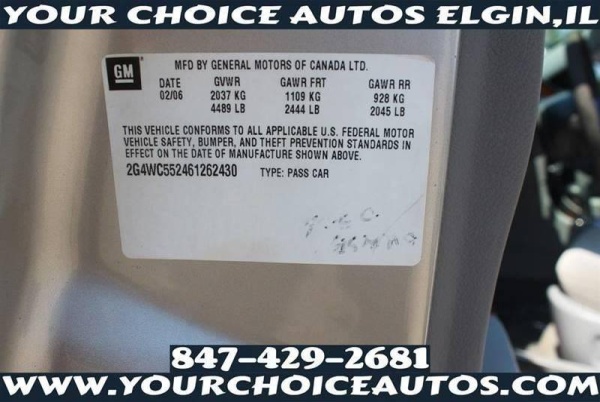 YOUR CHOICE AUTOS ELGIN,IL
GM
MFD BY GENERAL MOTORS OF CANADA LTD.
DATE GVWR GAWR FRT GAWR RR
02/06 2037 KG 1109 KG 928 KG
4489 LB 2444 LB 2045 LB
THIS VEHICLE CONFORMS TO ALL APPLICABLE U.S. FEDERAL MOTOR
VEHICLE SAFETY, BUMPER, AND THEFT PREVENTION STANDARDS IN
EFFECT ON THE DATE OF MANUFACTURE SHOWN ABOVE.
2G4WC552461262430 TYPE: PASS CAR
847-429-2681
WWW.YOURCHOICEAUTOS.COM